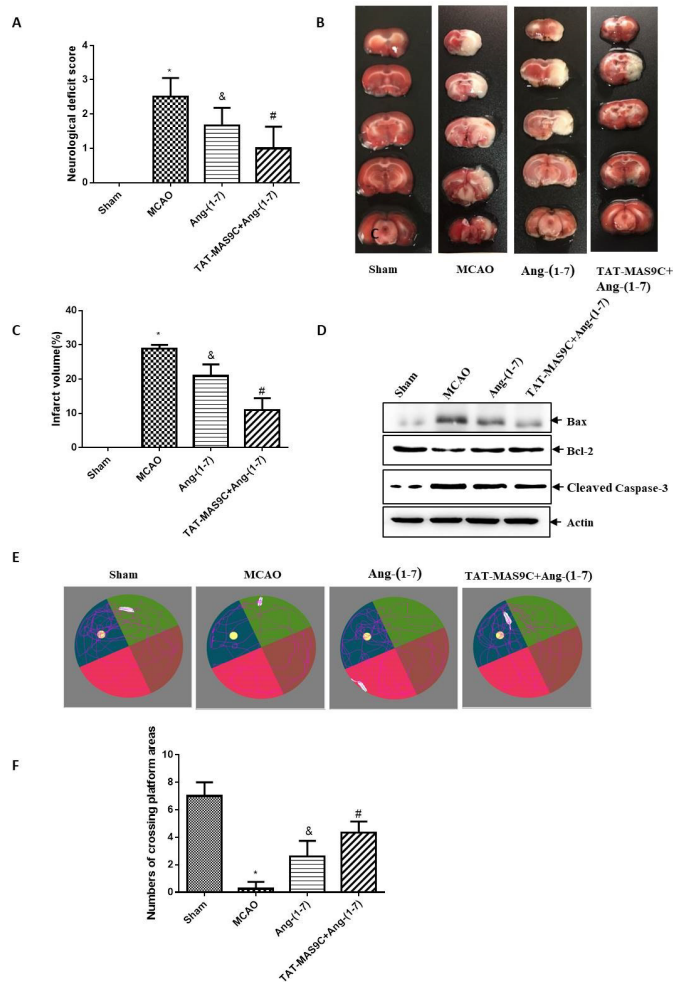 A
Neurological deficit score
4
3
2
1
0
*
&
#
Sham
MCAO
Ang-(1-7)
TAT-MAS9C+Ang-(1-7)
B
C
Sham
MCAO
Ang-(1-7)
TAT-MAS9C+
Ang-(1-7)
C
Infarct volume(%)
40
30
20
10
0
*
&
#
Sham
MCAO
Ang-(1-7)
TAT-MAS9C+Ang-(1-7)
D
Sham
MCAO
Ang-(1-7)
TAT-MAS9C+Ang-(1-7)
Bax
Bcl-2
Cleaved Caspase-3
Actin
E
Sham
MCAO
Ang-(1-7)
TAT-MAS9C+Ang-(1-7)
F
Numbers of crossing platform areas
10
8
6
4
2
0
*
&
#
Sham
MCAO
Ang-(1-7)
TAT-MAS9C+Ang-(1-7)